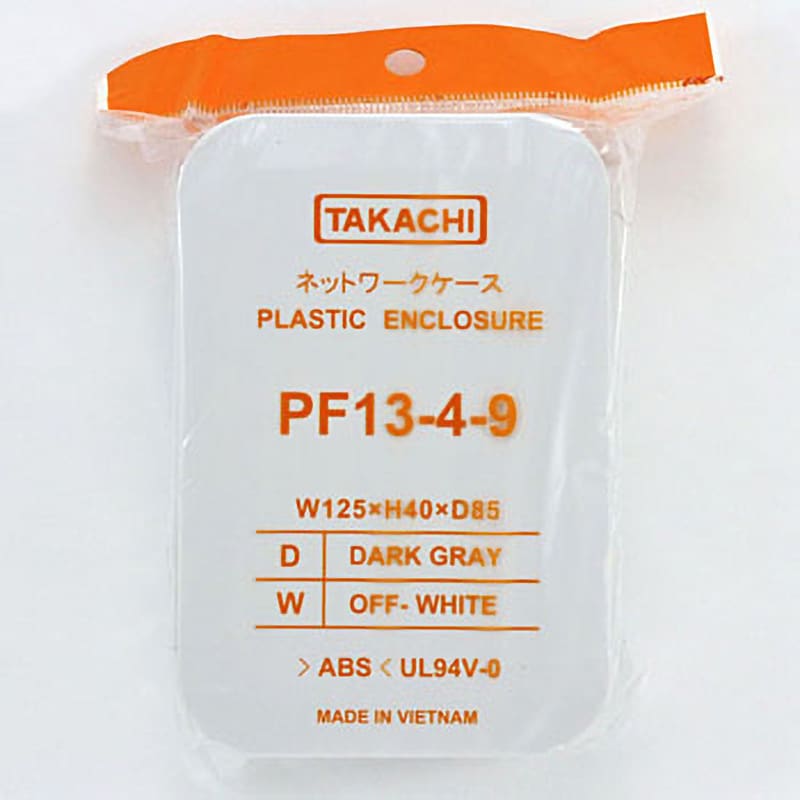 TAKACHI
ネットワークケース
PLASTIC ENCLOSURE
PF13-4-9
W125×H40×D85
D DARK GRAY
W OFF- WHITE
>ABS< UL94V-0
MADE IN VIETNAM